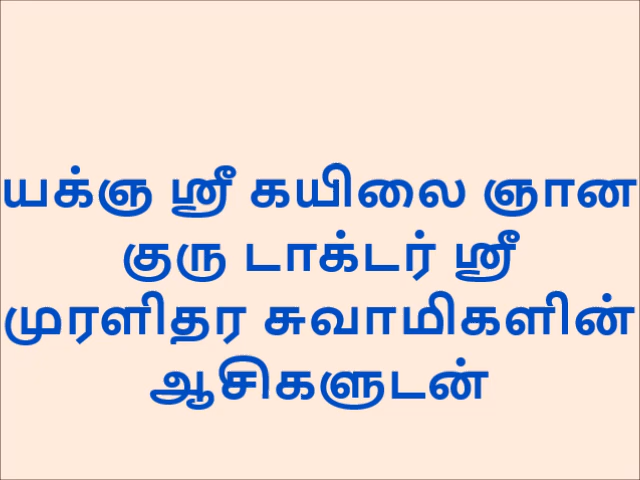 யக்ஞ ஸ்ரீ கயிலை ஞான
குரு டாக்டர் ஸ்ரீ
முரளிதர சுவாமிகளின்
ஆசிகளுடன்